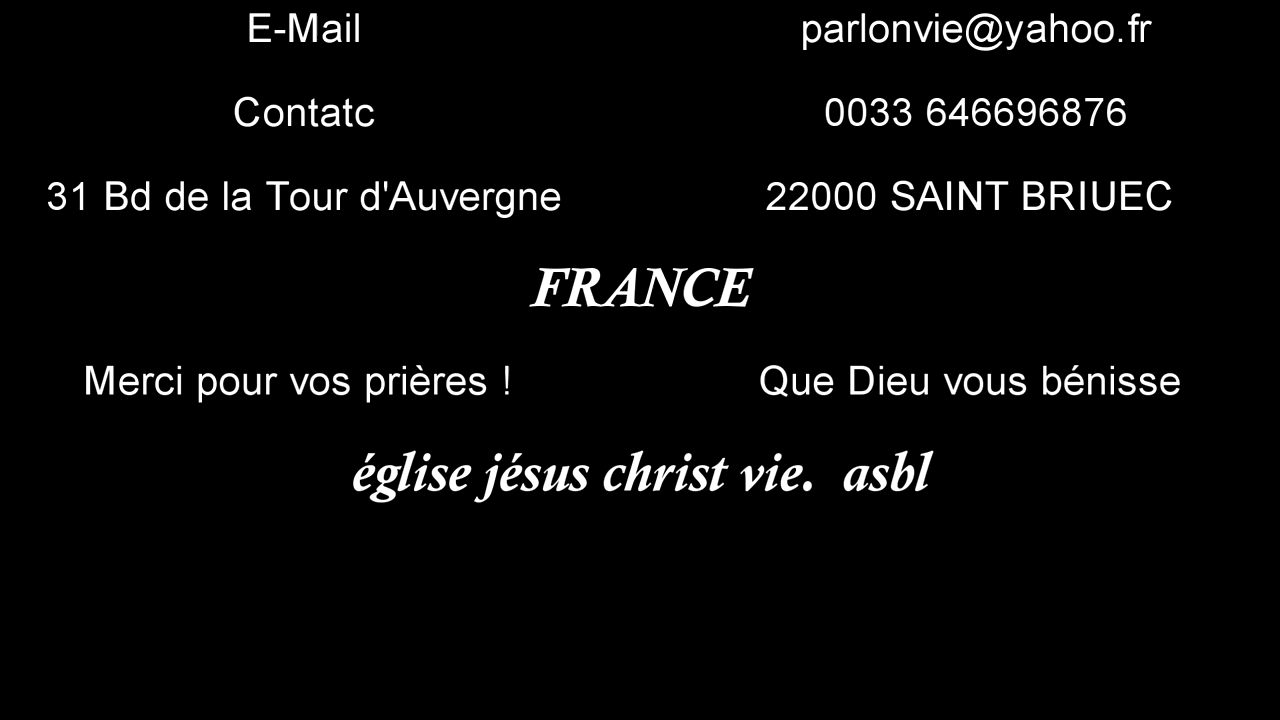 E-Mail parlonvie@yahoo.fr
Contatc 0033 646696876
31 Bd de la Tour d'Auvergne 22000 SAINT BRIUEC
FRANCE
Merci pour vos prières ! Que Dieu vous bénisse
église jésus christ vie. asbl